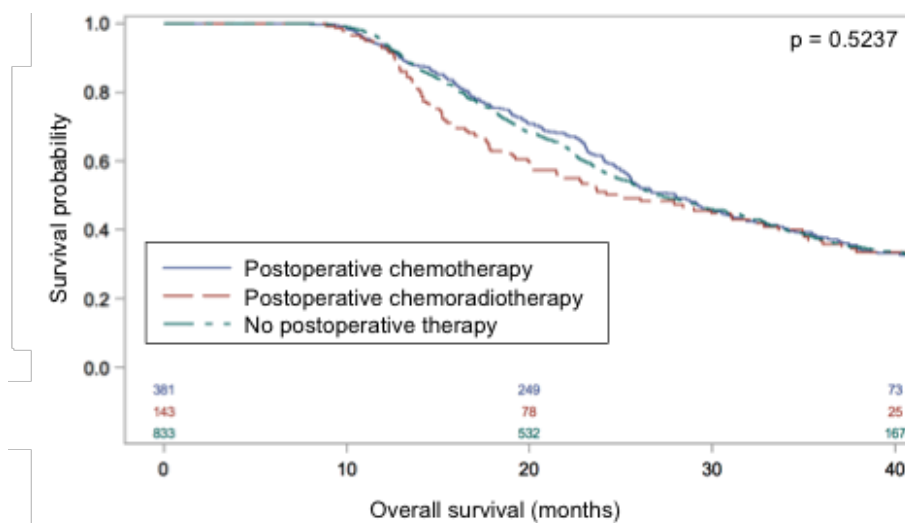 1.0
p = 0.5237
0.8
Survival probability
0.6
0.4
Postoperative chemotherapy
Postoperative chemoradiotherapy
No postoperative therapy
0.2
0.0
381 249 73
143 78 25
833 532 167
0 10 20 30 40
Overall survival (months)